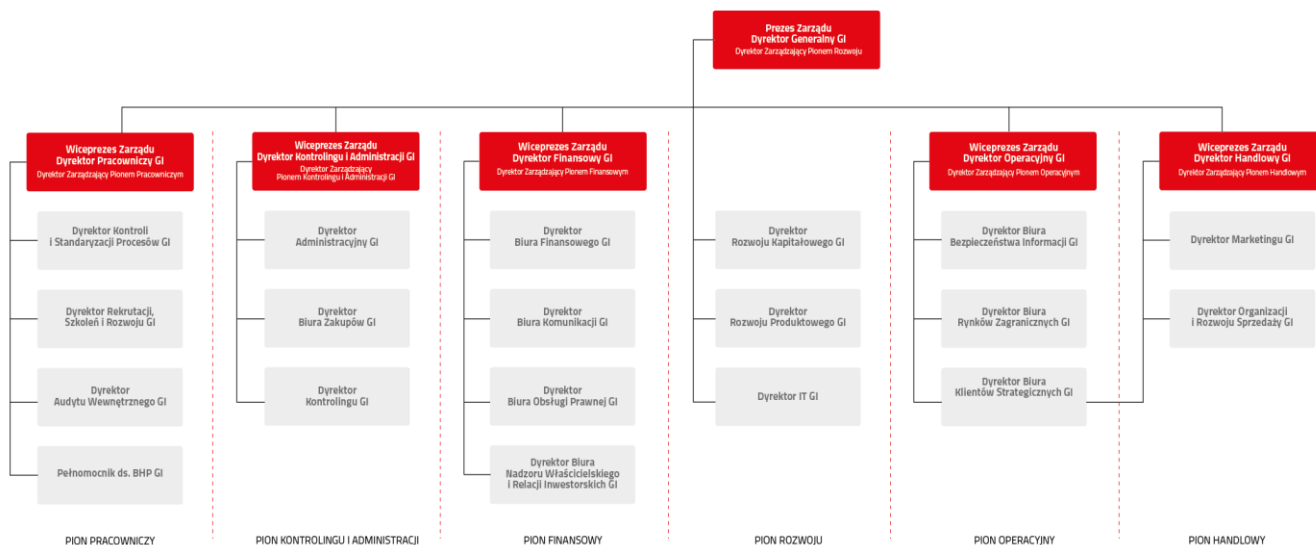 Prezes Zarządu
Dyrektor Generalny GI
Dyrektor Zarządzający Pionem Rozwoju
Wiceprezes Zarządu
Dyrektor Pracowniczy GI
Dyrektor Zarządzający Pionem Pracowniczym
Wiceprezes Zarządu
Dyrektor Kontrolingu i Administracji GI
Dyrektor Zarządzający
Pionem Kontrolingu i Administracji GI
Wiceprezes Zarządu
Dyrektor Finansowy GI
Dyrektor Zarządzający Pionem Finansowym
Wiceprezes Zarządu
Dyrektor Operacyjny GI
Dyrektor Zarządzający Pionem Operacyjnym
Wiceprezes Zarządu
Dyrektor Handlowy GI
Dyrektor Zarządzający Pionem Handlowym
Dyrektor Kontroli
i Standaryzacji Procesów GI
Dyrektor
Administracyjny GI
Dyrektor
Biura Finansowego GI
Dyrektor
Rozwoju Kapitałowego GI
Dyrektor Biura
Bezpieczeństwa Informacji GI
Dyrektor Marketingu GI
Dyrektor Rekrutacji,
Szkoleń i Rozwoju GI
Dyrektor
Biura Zakupów GI
Dyrektor
Biura Komunikacji GI
Dyrektor
Rozwoju Produktowego GI
Dyrektor Biura
Rynków Zagranicznych GI
Dyrektor Organizacji
i Rozwoju Sprzedaży GI
Dyrektor
Audytu Wewnętrznego GI
Dyrektor
Kontrolingu GI
Dyrektor
Biura Obsługi Prawnej GI
Dyrektor IT GI
Dyrektor Biura
Klientów Strategicznych GI
Pełnomocnik ds. BHP GI
Dyrektor Biura
Nadzoru Właścicielskiego
i Relacji Inwestorskich GI
PION PRACOWNICZY
PION KONTROLINGU I ADMINISTRACJI
PION FINANSOWY
PION ROZWOJU
PION OPERACYJNY
PION HANDLOWY